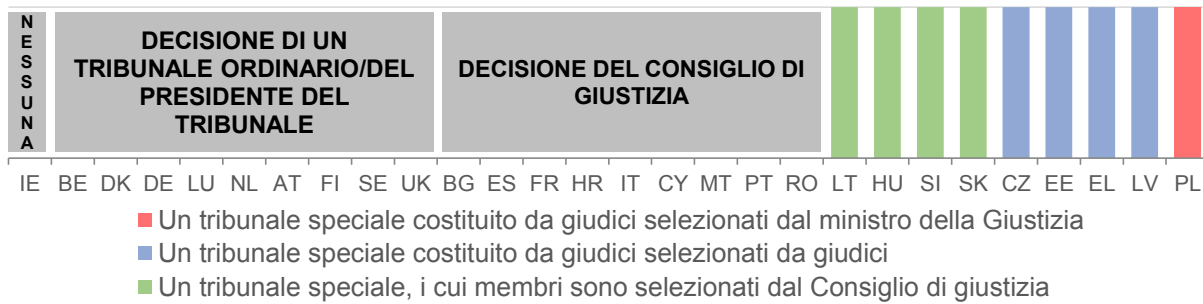 NESSUNA
DECISIONE DI UN
TRIBUNALE ORDINARIO/DEL
PRESIDENTE DEL
TRIBUNALE
DECISIONE DEL CONSIGLIO DI
GIUSTIZIA
IE BE DK DE LU NL AT FI SE UK BG ES FR HR IT CY MT PT RO LT HU SI SK CZ EE EL LV PL
Un tribunale speciale costituito da giudici selezionati dal ministro della Giustizia
Un tribunale speciale costituito da giudici selezionati da giudici
Un tribunale speciale, i cui membri sono selezionati dal Consiglio di giustizia